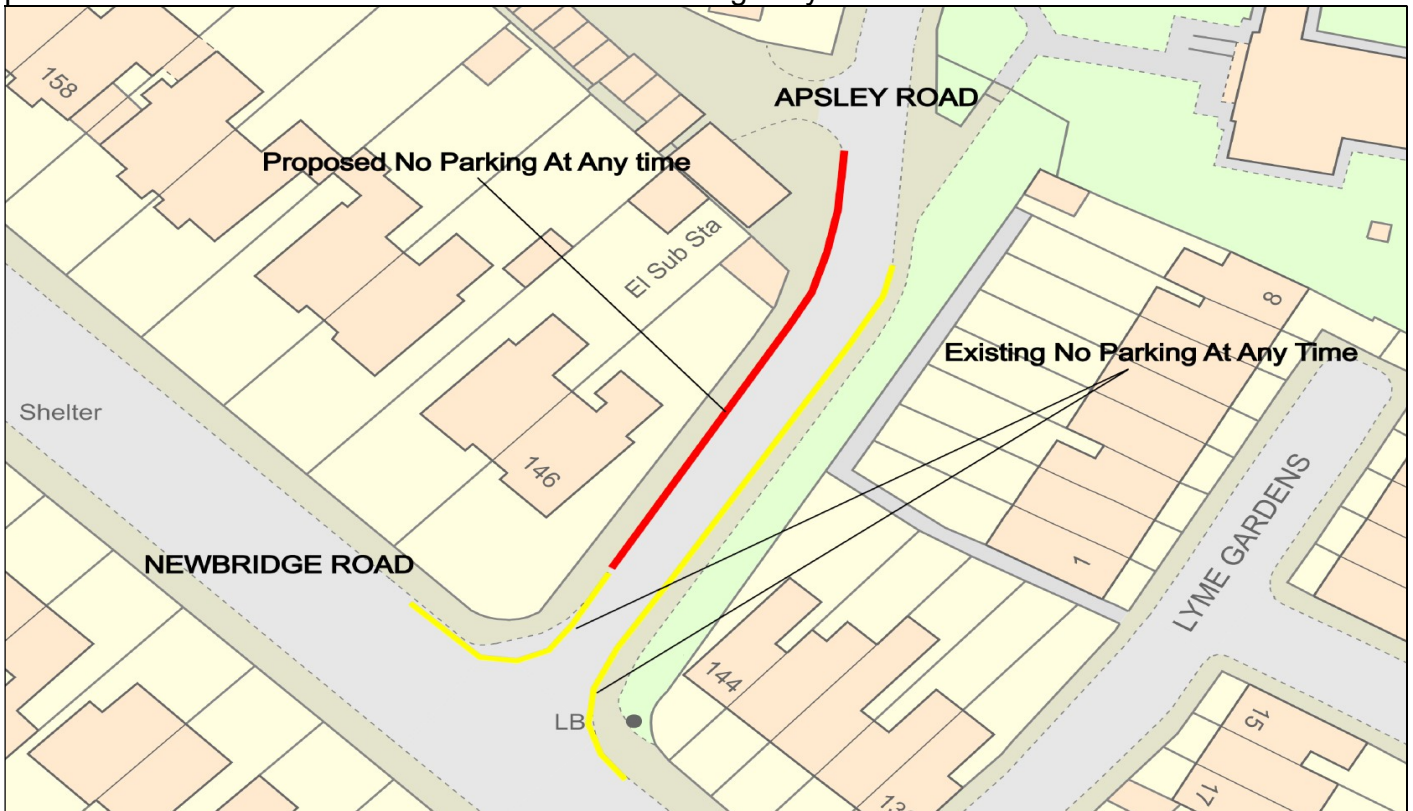 APSLEY ROAD
158
Proposed No Parking At Any time
El Sub Sta
8
Existing No Parking At Any Time
Shelter
146
NEWBRIDGE ROAD
1
LYME GARDENS
144
LB
15
17